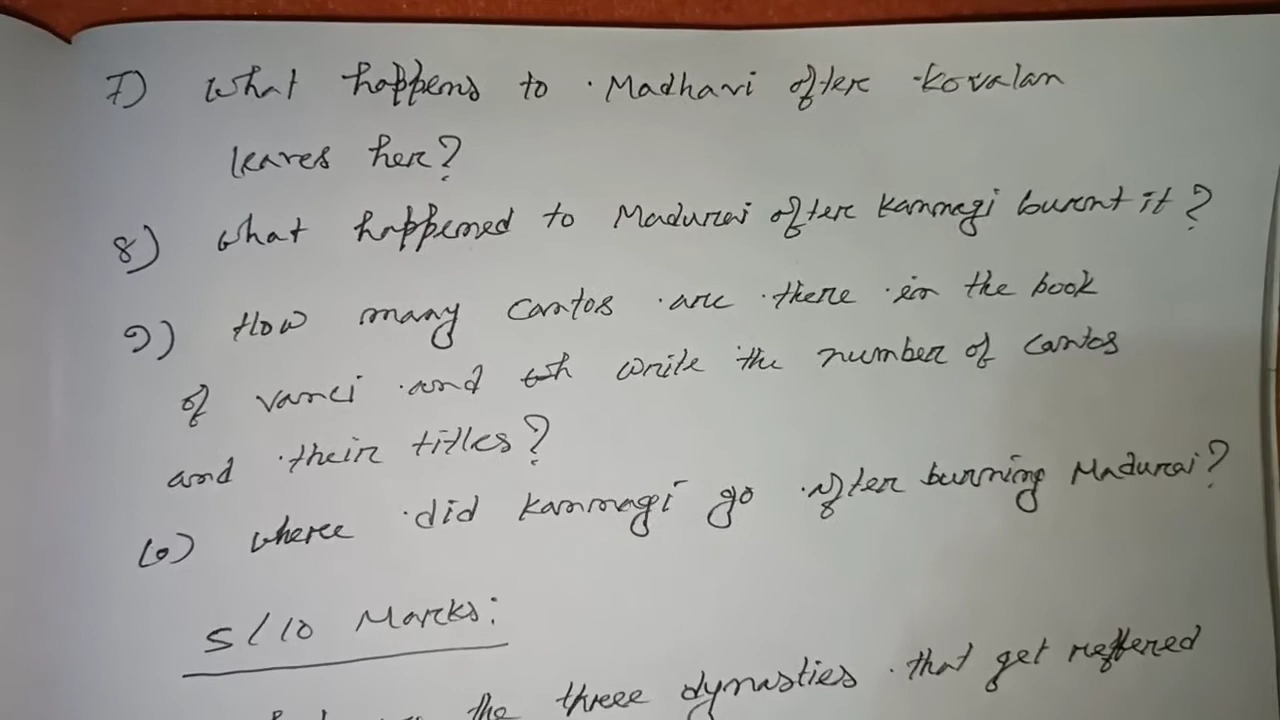 7) What happens to Madhavi after Kovalan
leaves her?
8) What happened to Madurai after Kannagi burnt it?
9) How many Cantos are there in the book
of vanci and write the number of cantos
and their titles?
10) where did Kannagi go after burning Madurai?
5/10 Marks:
the three dynasties that get reffered